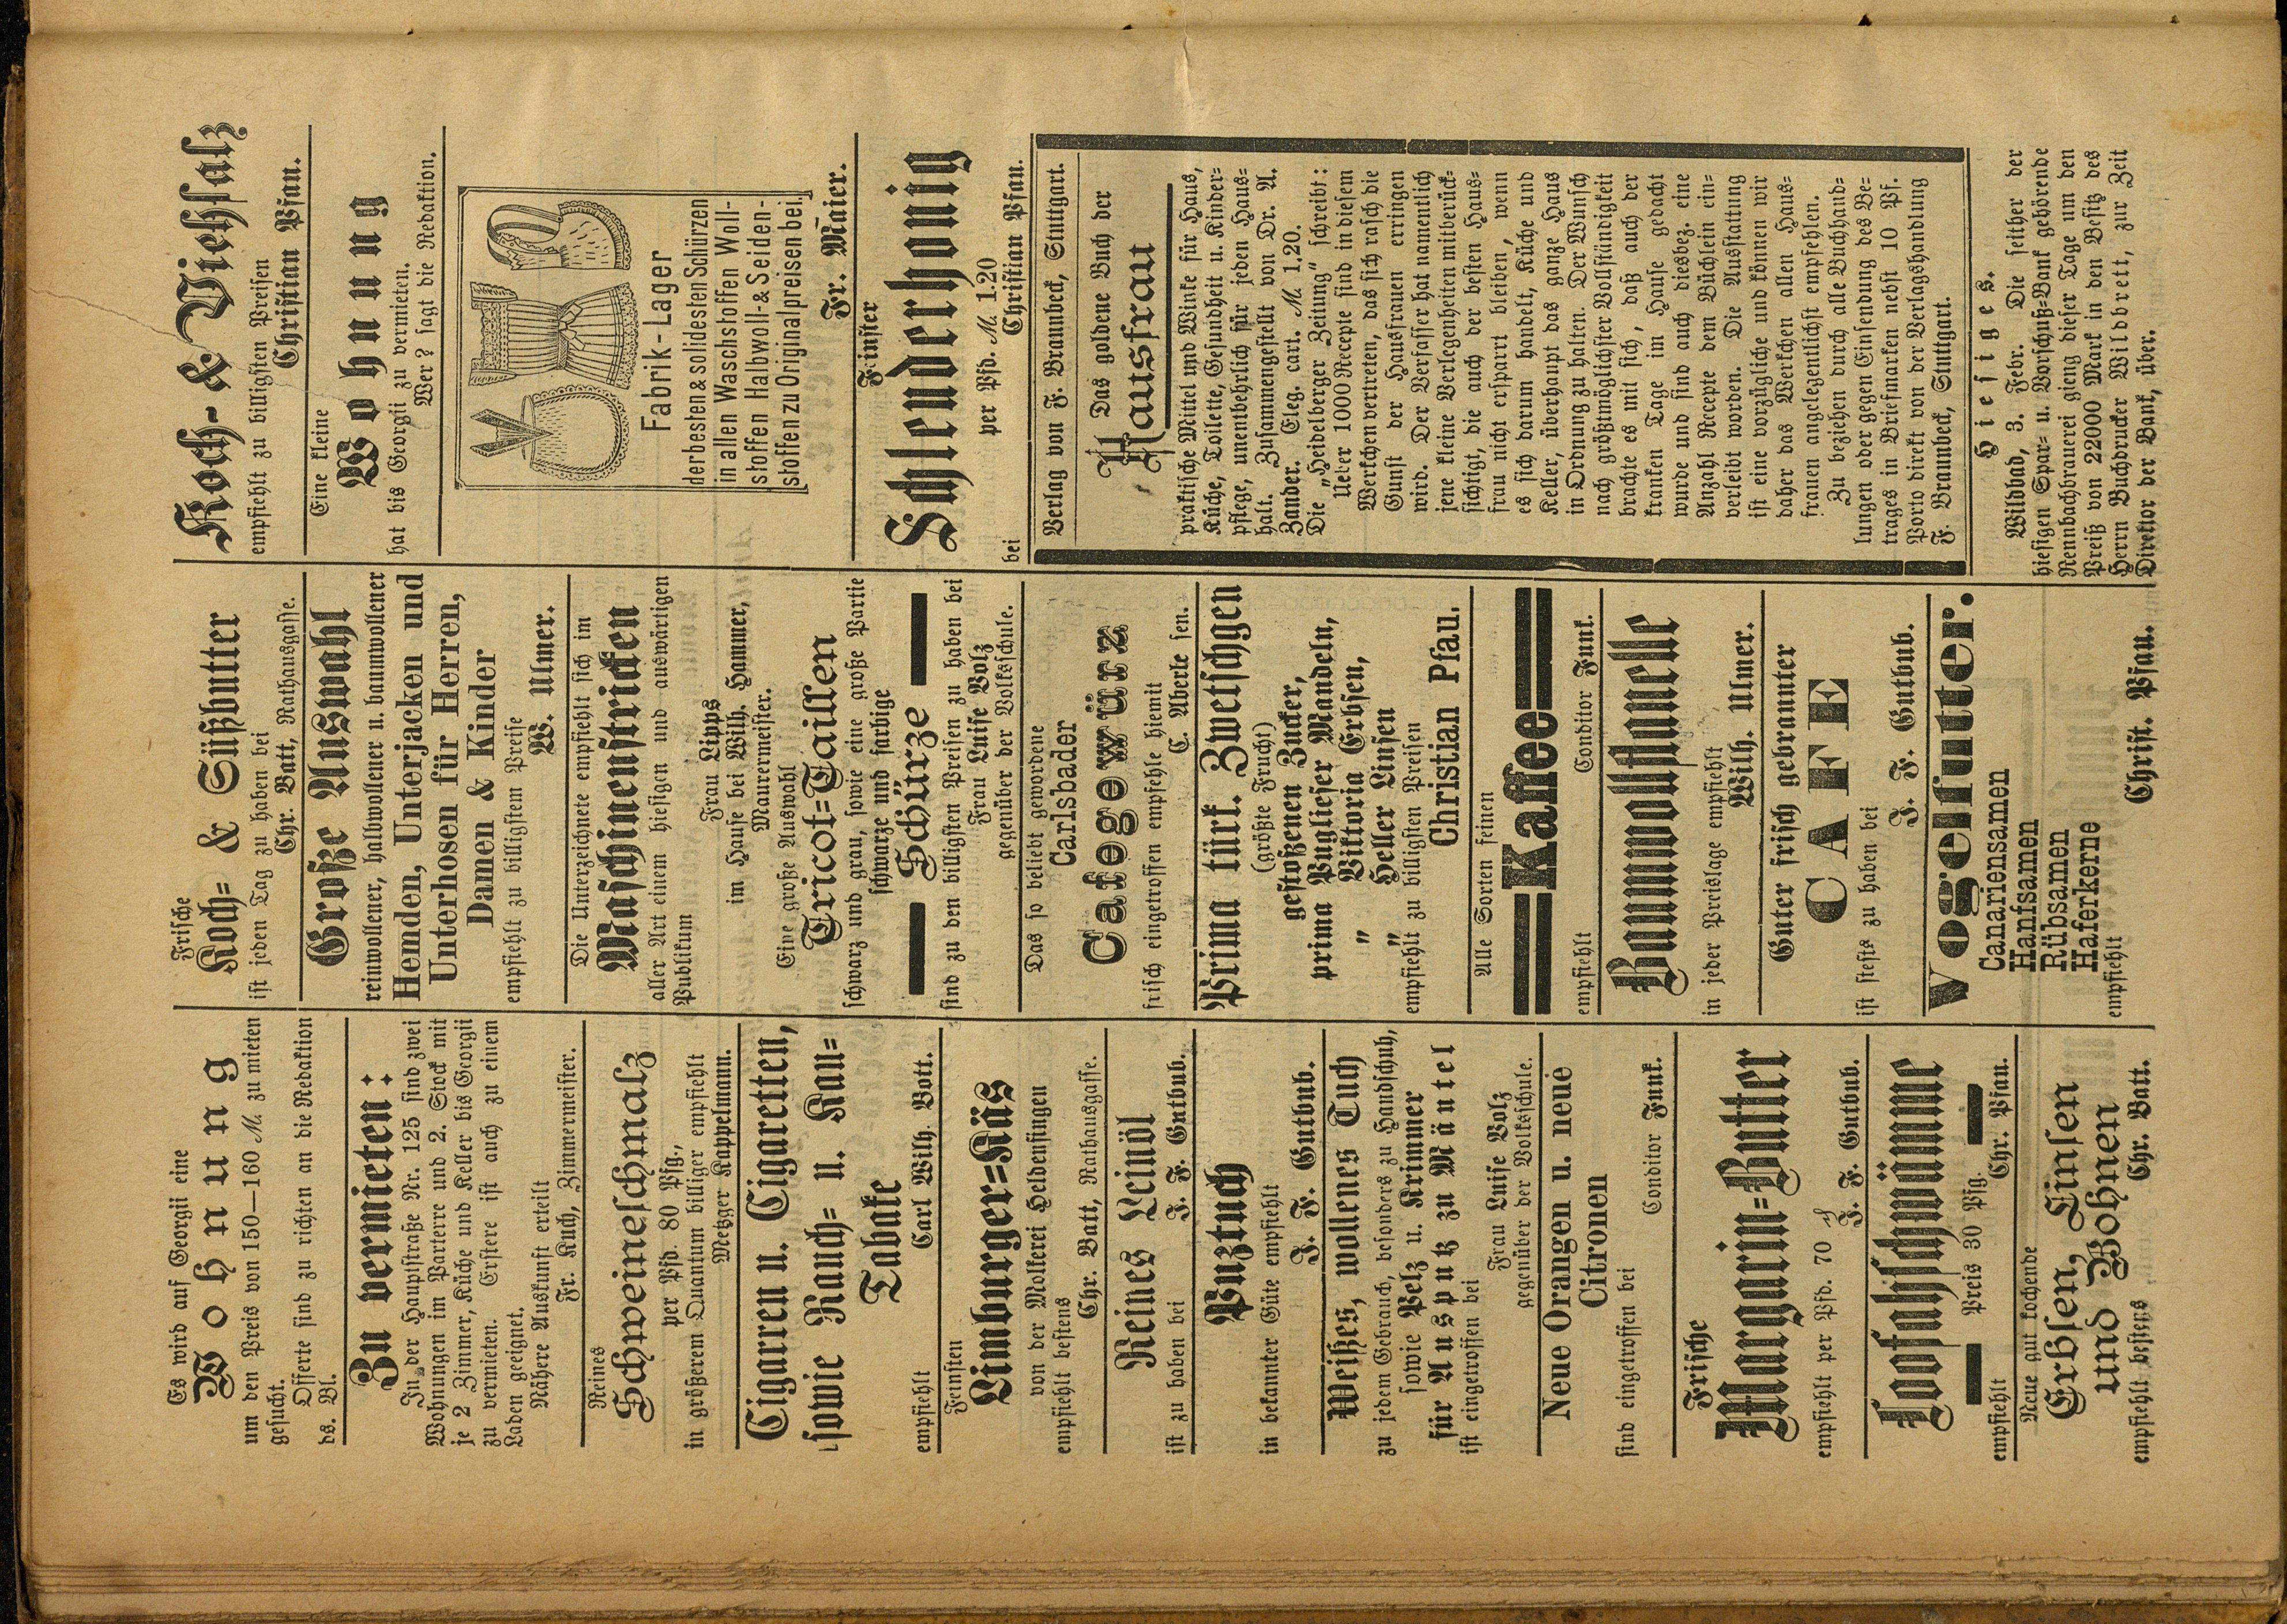 Es wird auf Georgii eine
Wohnung
um den Preis von 150—160 M. zu mieten
gesucht.
Offerte sind zu richten an die Redaktion
ds. Bl.
Zu vermieten:
In der Hauptstraße Nr. 125 sind zwei
Wohnungen im Parterre und 2. Stock mit
je 2 Zimmer, Küche und Keller bis Georgii
zu vermieten. Erstere ist auch zu einem
Laden geeignet.
Nähere Auskunft erteilt
Fr. Kuch, Zimmermeister.
Reines
Schweineschmalz
per Pfd. 80 Pfg.,
in größerem Quantum billiger empfiehlt
Metzger Kappelmann.
Cigarren u. Cigaretten,
sowie Rauch= u. Kau=
Tabake
empfiehlt Carl Wilh. Bott.
Feinsten
Limburger=Käs
von der Molkerei Heldenfingen
empfiehlt bestens
Chr. Batt, Rathausgasse.
Reines Leinöl
ist zu haben bei J. F. Gutbub.
Putztuch
in bekannter Güte empfiehlt
J. F. Gutbub.
Weißes, wollenes Tuch
zu jedem Gebrauch, besonders zu Handschuh,
sowie Pelz u. Krimmer
für Ausputz zu Mäntel
ist eingetroffen bei
Frau Luise Volz
gegenüber der Volksschule.
Neue Orangen u. neue
Citronen
sind eingetroffen bei
Conditor Funk.
Frische
Margarin=Butter
empfiehlt per Pfd. 70 ₰
J. F. Gutbub.
Loofahschwämme
Preis 30 Pfg.
empfiehlt Chr. Pfau.
Neue gut kochende
Erbsen, Linsen
und Bohnen
empfiehlt bestens Chr. Batt.
Frische
Koch= & Süßbutter
ist jeden Tag zu haben bei
Chr. Batt, Rathausgasse.
Große Auswahl
reinwollener, halbwollener u. baumwollener
Hemden, Unterjacken und
Unterhosen für Herren,
Damen & Kinder
empfiehlt zu billigstem Preise
W. Ulmer.
Die Unterzeichnete empfiehlt sich im
Maschinenstricken
aller Art einem hiesigen und auswärtigen
Publikum
Frau Lipps
im Hause bei Wilh. Hammer,
Maurermeister.
Eine große Auswahl
Tricot=Taillen
schwarz und grau, sowie eine große Partie
schwarze und farbige
Schürze
sind zu den billigsten Preisen zu haben bei
Frau Luise Volz
gegenüber der Volksschule.
Das so beliebt gewordene
Carlsbader
Cafegewürz
frisch eingetroffen empfehle hiemit
C. Aberle sen.
Prima türk. Zwetschgen
(größte Frucht)
gestoßenen Zucker,
prima Puglieser Mandeln,
" Viktoria Erbsen,
" Heller Linsen
empfiehlt zu billigsten Preisen
Christian Pfau.
Alle Sorten feinen
Kaffee
empfiehlt Conditor Funk.
Baumwollflanelle
in jeder Preislage empfiehlt
Wilh. Ulmer.
Guter frisch gebrannter
CAFE
ist stets zu haben bei
J. F. Gutbub.
Vogelfutter.
Canariensamen
Hanfsamen
Rübsamen
Haferkerne
empfiehlt
Christ. Pfau.
Koch- & Viehsalz
empfiehlt zu billigsten Preisen
Christian Pfau.
Eine kleine
Wohnung
hat bis Georgii zu vermieten.
Wer? sagt die Redaktion.
Fabrik-Lager
der besten & solidesten Schürzen
in allen Waschstoffen Woll-
stoffen Halbwoll- & Seiden-
stoffen zu Originalpreisen bei
Fr. Maier.
Feinster
Schlenderhonig
per Pfd. M. 1.20
bei Christian Pfau.
Verlag von F. Braunbeck, Stuttgart.
Das goldene Buch der
Hausfrau
praktische Mittel und Winke für Haus,
Küche, Toilette, Gesundheit u. Kinder=
pflege, unentbehrlich für jeden Haus=
halt. Zusammengestellt von Dr. A.
Zander. Eleg. cart. M. 1.20.
Die „Heidelberger Zeitung" schreibt:
Ueber 1000 Recepte sind in diesem
Werkchen vertreten, das sich rasch die
Gunst der Hausfrauen erringen
wird. Der Verfasser hat namentlich
jene kleine Verlegenheiten mitberück=
sichtigt, die auch der besten Haus=
frau nicht erspart bleiben, wenn
es sich darum handelt, Küche und
Keller, überhaupt das ganze Haus
in Ordnung zu halten. Der Wunsch
nach größtmöglichster Vollständigkeit
brachte es mit sich, daß auch der
kranken Tage im Hause gedacht
wurde und sind auch diesbez. eine
Anzahl Recepte dem Büchlein ein=
verleibt worden. Die Ausstattung
ist eine vorzügliche und können wir
daher das Werkchen allen Haus=
frauen angelegentlichst empfehlen.
Zu beziehen durch alle Buchhand=
lungen oder gegen Einsendung des Be=
trages in Briefmarken nebst 10 Pf.
Porto direkt von der Verlagshandlung
F. Braunbeck, Stuttgart.
Hiesiges.
Wildbad, 3. Febr. Die seither der
hiesigen Spar= u. Vorschuß=Bank gehörende
Rennbachbrauerei gieng dieser Tage um den
Preiß von 22000 Mark in den Besitz des
Herrn Buchdrucker Wildbrett, zur Zeit
Direktor der Bank, über.